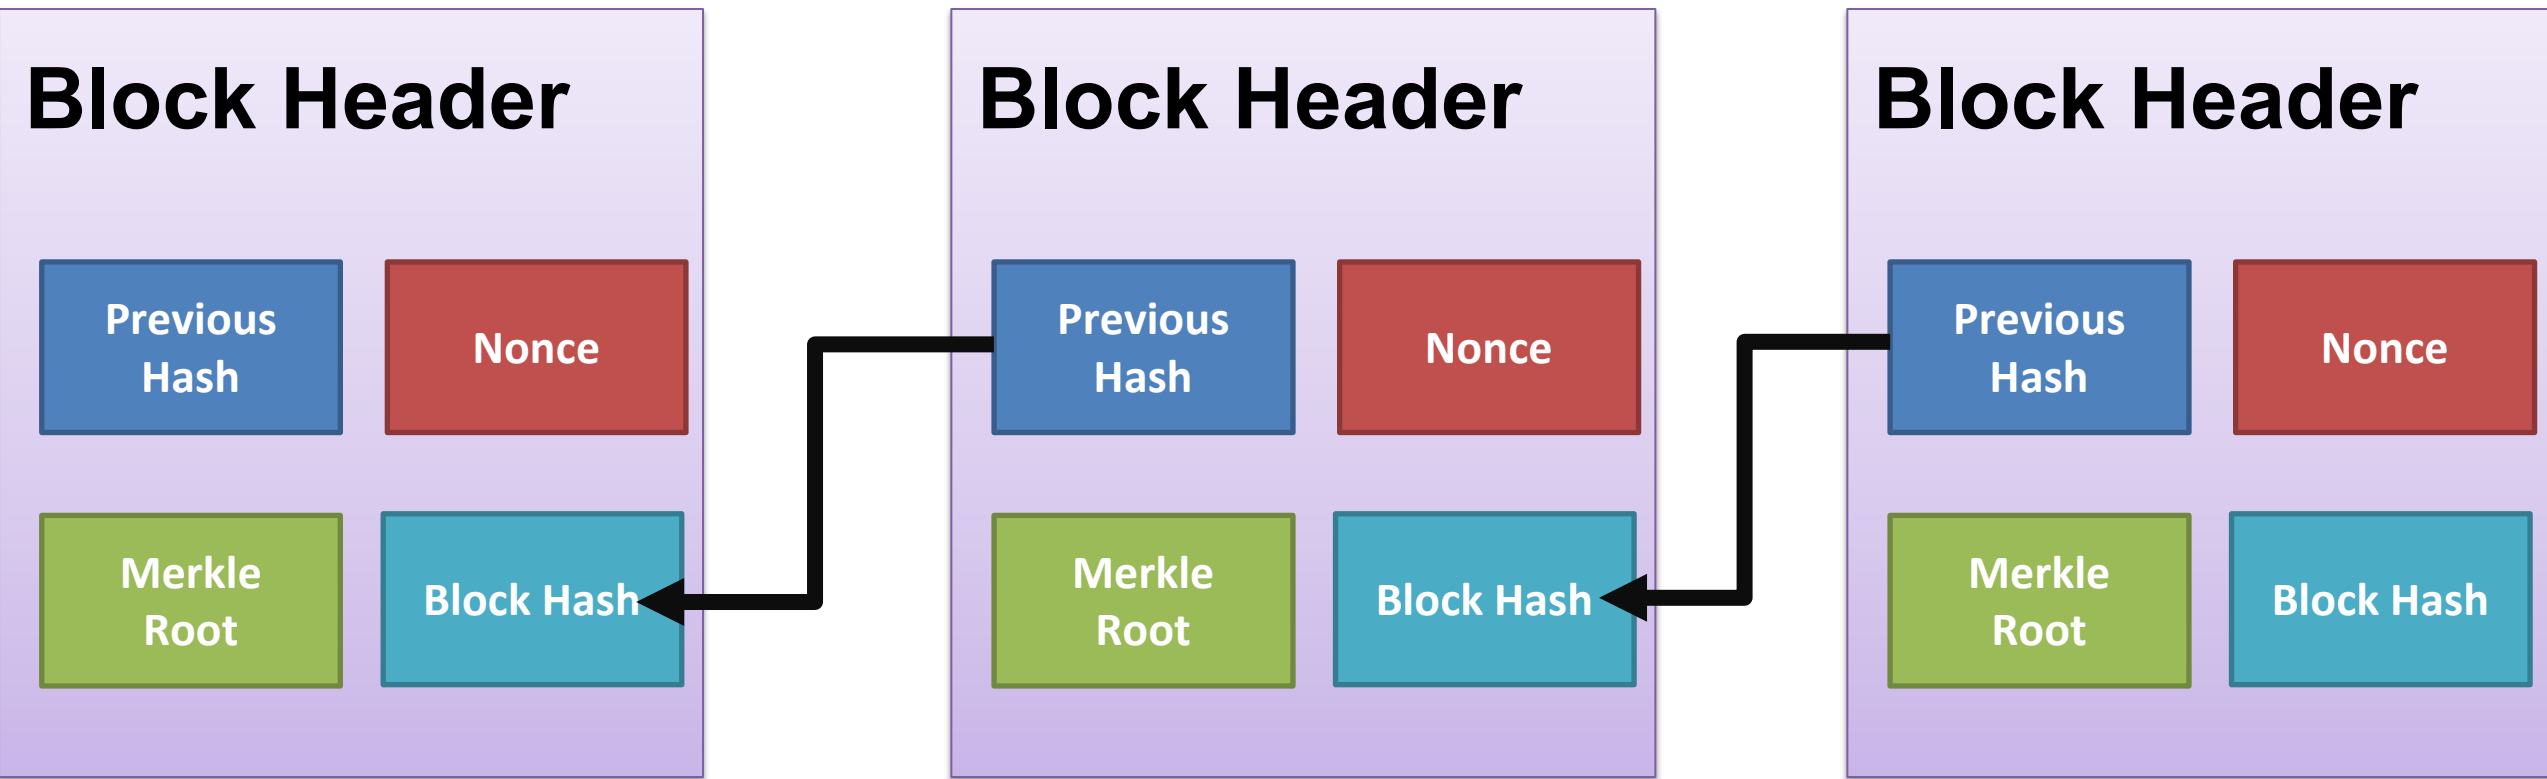 Block Header
Previous
Hash
Nonce
Merkle
Root
Block Hash
Block Header
Previous
Hash
Nonce
Merkle
Root
Block Hash
Block Header
Previous
Hash
Nonce
Merkle
Root
Block Hash